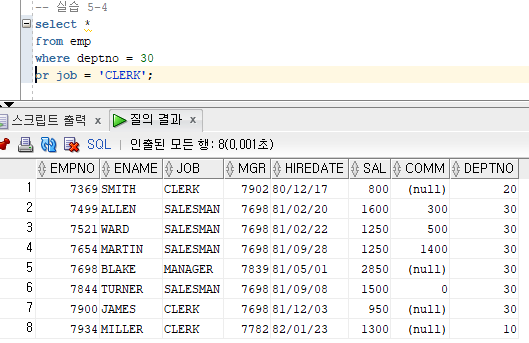 -- 실습 5-4
select *
from emp
where deptno = 30
or job = 'CLERK';
스크립트 출력 x 질의 결과 x
SQL | 인출된 모든 행: 8(0,001초)
EMPNO ENAME JOB MGR HIREDATE SAL COMM DEPTNO
1 7369 SMITH CLERK 7902 80/12/17 800 (null) 20
2 7499 ALLEN SALESMAN 7698 81/02/20 1600 300 30
3 7521 WARD SALESMAN 7698 81/02/22 1250 500 30
4 7654 MARTIN SALESMAN 7698 81/09/28 1250 1400 30
5 7698 BLAKE MANAGER 7839 81/05/01 2850 (null) 30
6 7844 TURNER SALESMAN 7698 81/09/08 1500 0 30
7 7900 JAMES CLERK 7698 81/12/03 950 (null) 30
8 7934 MILLER CLERK 7782 82/01/23 1300 (null) 10